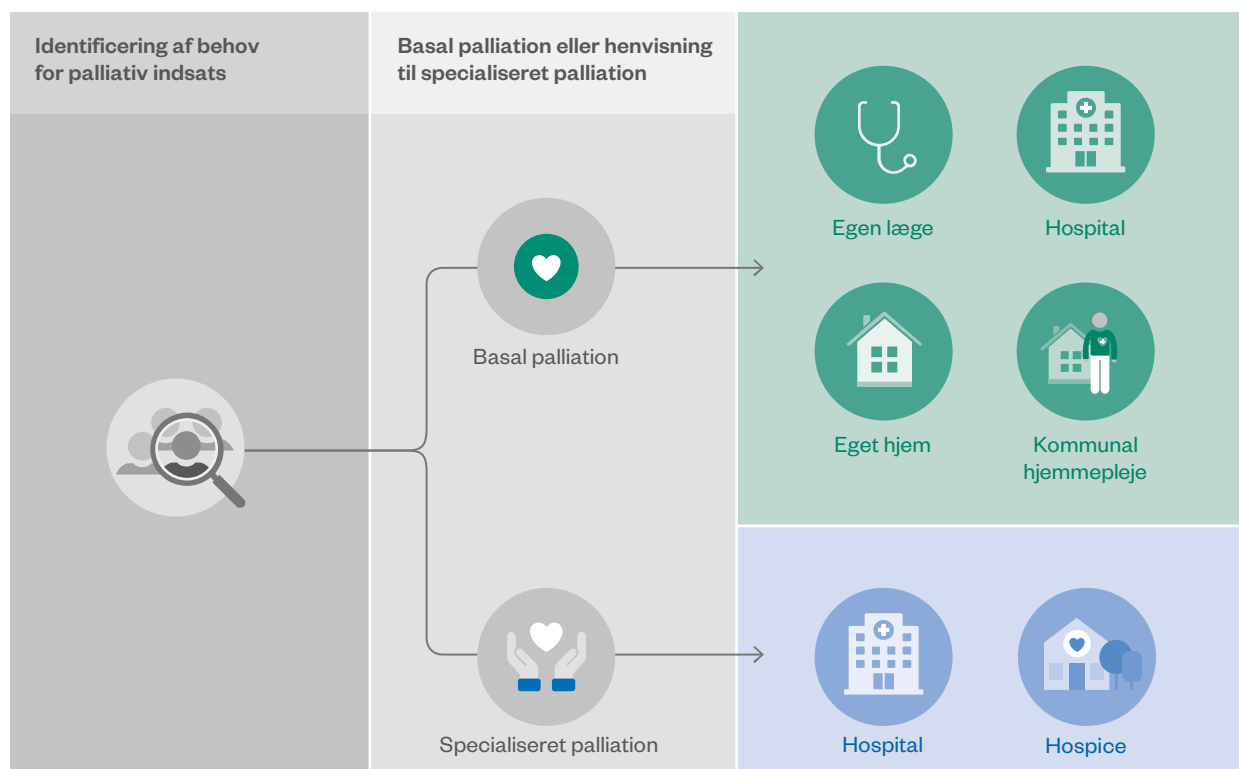 Identificering af behov
for palliativ indsats
Basal palliation eller henvisning
til specialiseret palliation
Basal palliation
Specialiseret palliation
Egen læge
Hospital
Eget hjem
Kommunal
hjemmepleje
Hospital
Hospice